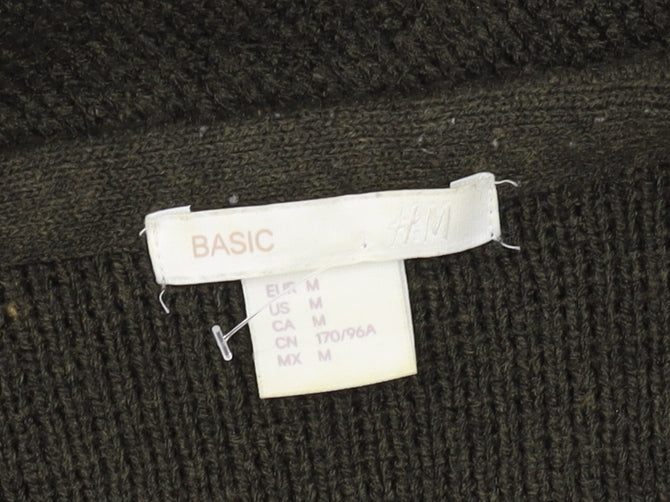 BASIC H&M
EUR M
US M
CA M
CN 170/96A
MX M